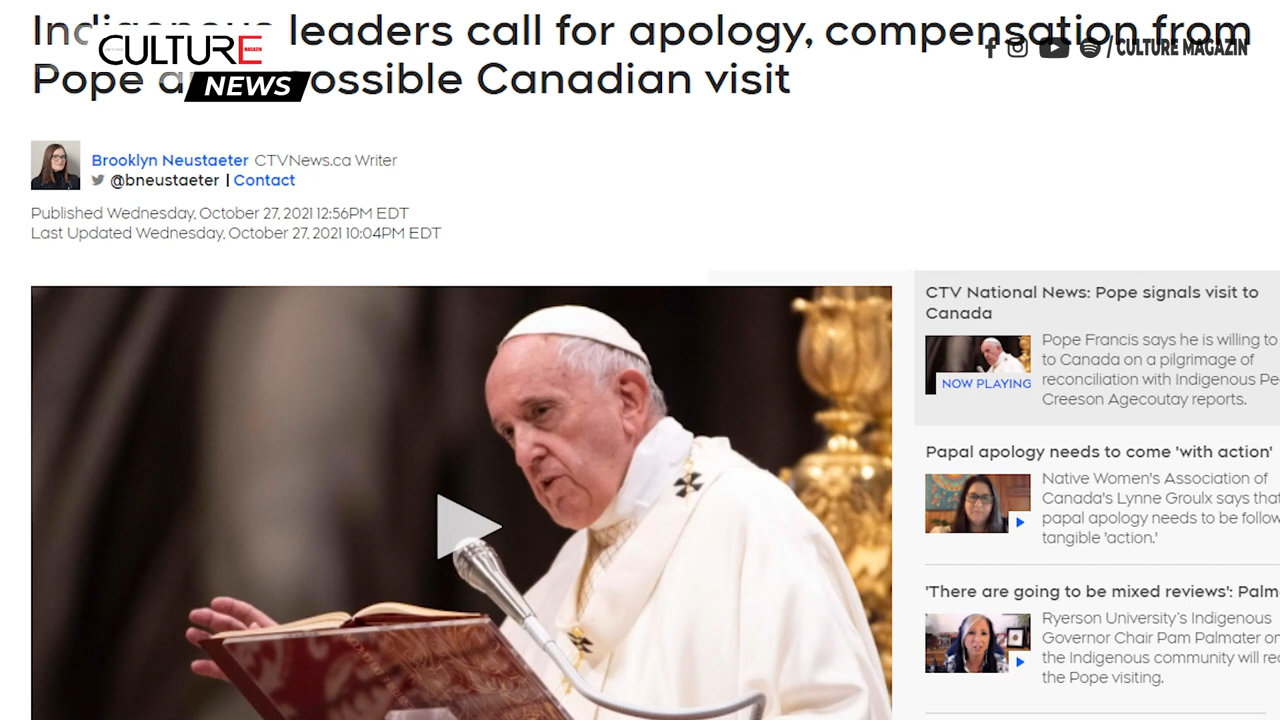 Indigenous leaders call for apology, compensation from
Pope a ossible Canadian visit
CULTURE
MAGAZIN
NEWS
/ CULTURE MAGAZIN
Brooklyn Neustaeter CTVNews.ca Writer
@bneustaeter | Contact
Published Wednesday, October 27, 2021 12:56PM EDT
Last Updated Wednesday, October 27, 2021 10:04PM EDT
CTV National News: Pope signals visit to
Canada
Pope Francis says he is willing to
to Canada on a pilgrimage of
reconciliation with Indigenous Pe
Creeson Agecoutay reports.
NOW PLAYING
Papal apology needs to come 'with action'
Native Women's Association of
Canada's Lynne Groulx says that
papal apology needs to be follow
tangible 'action.'
'There are going to be mixed reviews': Palm
Ryerson University's Indigenous
Governor Chair Pam Palmater on
the Indigenous community will rec
the Pope visiting.